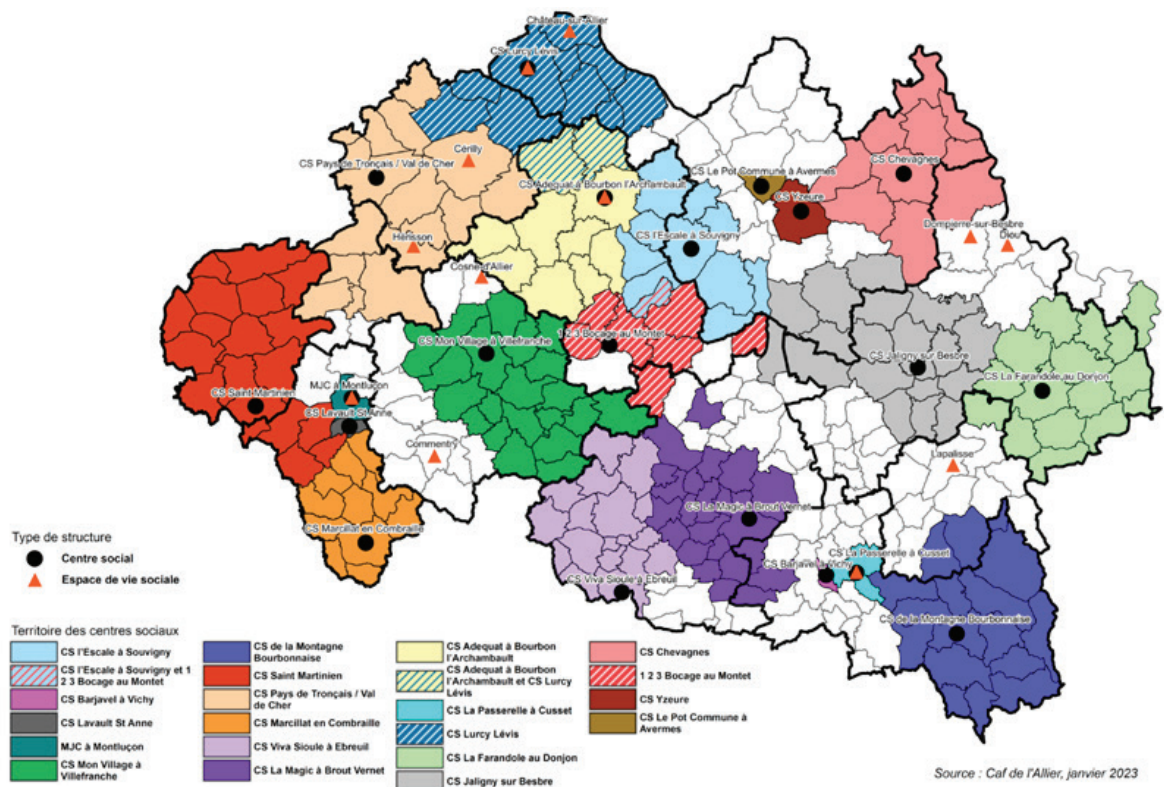 Château-sur-Allier
CS Lurcy Lévis
Cérilly
CS Pays de Tronçais / Val de Cher
CS Le Pot Commune à Avermes
CS Chevagnes
CS Adequat à Bourbon l'Archambault
CS Yzeure
Dompierre-sur-Besbre
Diou
Hérisson
CS l'Escale à Souvigny
Cosne d'Allier
1 2 3 Bocage au Montet
CS Mon Village à Villefranche
CS Jaligny sur Besbre
CS La Farandole au Donjon
MJC à Montluçon
CS Saint Martinien
CS Lavault St Anne
Commentry
Lapalisse
CS La Magic à Brout Vernet
CS Marcillat en Combraille
CS La Passerelle à Cusset
CS Barjavel à Vichy
CS Viva Sioule à Ebreuil
CS de la Montagne Bourbonnaise
Type de structure
Centre social
Espace de vie sociale
Territoire des centres sociaux
CS l'Escale à Souvigny
CS l'Escale à Souvigny et 1
2 3 Bocage au Montet
CS Barjavel à Vichy
CS Lavault St Anne
MJC à Montluçon
CS Mon Village à
Villefranche
CS de la Montagne
Bourbonnaise
CS Saint Martinien
CS Pays de Tronçais / Val
de Cher
CS Marcillat en Combraille
CS Viva Sioule à Ebreuil
CS La Magic à Brout Vernet
CS Adequat à Bourbon
l'Archambault
CS Adequat à Bourbon
l'Archambault et CS Lurcy
Lévis
CS La Passerelle à Cusset
CS Lurcy Lévis
CS La Farandole au Donjon
CS Jaligny sur Besbre
CS Chevagnes
1 2 3 Bocage au Montet
CS Yzeure
CS Le Pot Commune à
Avermes
Source : Caf de l'Allier, janvier 2023